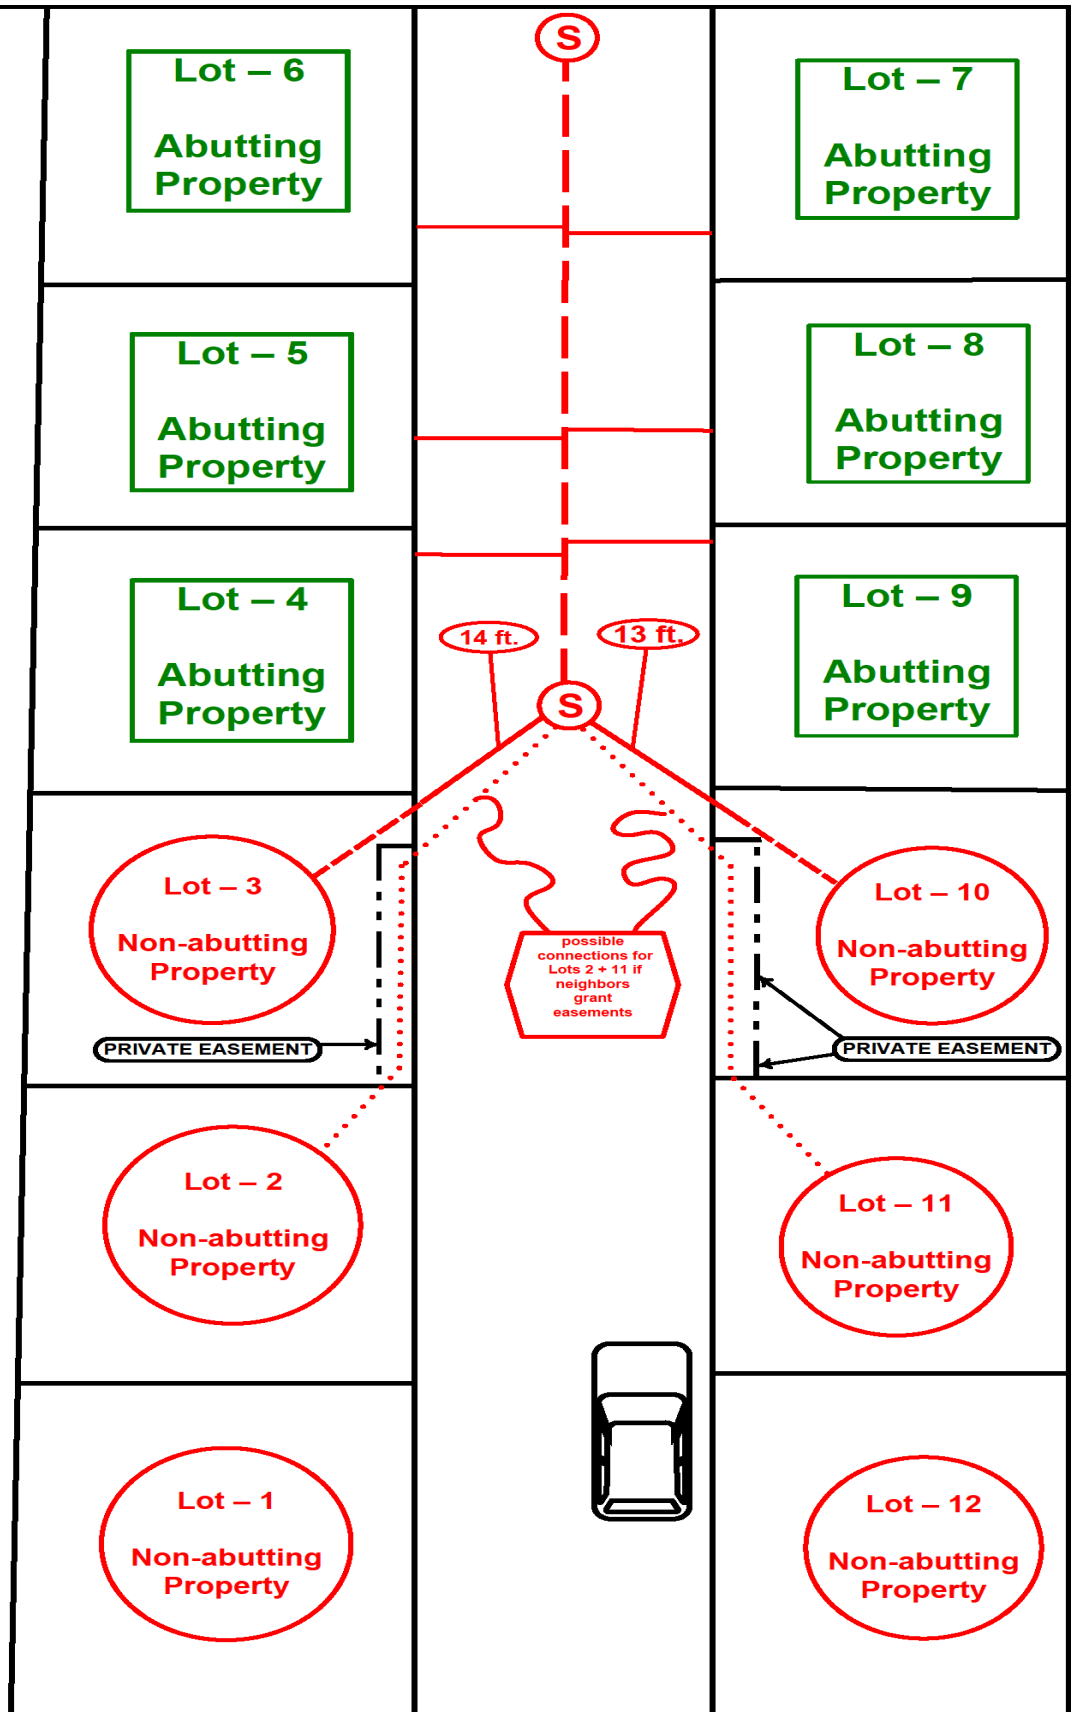 S
Lot – 6
Abutting
Property
Lot – 7
Abutting
Property
Lot – 5
Abutting
Property
Lot – 8
Abutting
Property
Lot – 4
Abutting
Property
Lot – 9
Abutting
Property
14 ft.
13 ft.
S
Lot – 3
Non-abutting
Property
Lot – 10
Non-abutting
Property
possible
connections for
Lots 2 + 11 if
neighbors
grant
easements
PRIVATE EASEMENT
PRIVATE EASEMENT
Lot – 2
Non-abutting
Property
Lot – 11
Non-abutting
Property
Lot – 1
Non-abutting
Property
Lot – 12
Non-abutting
Property